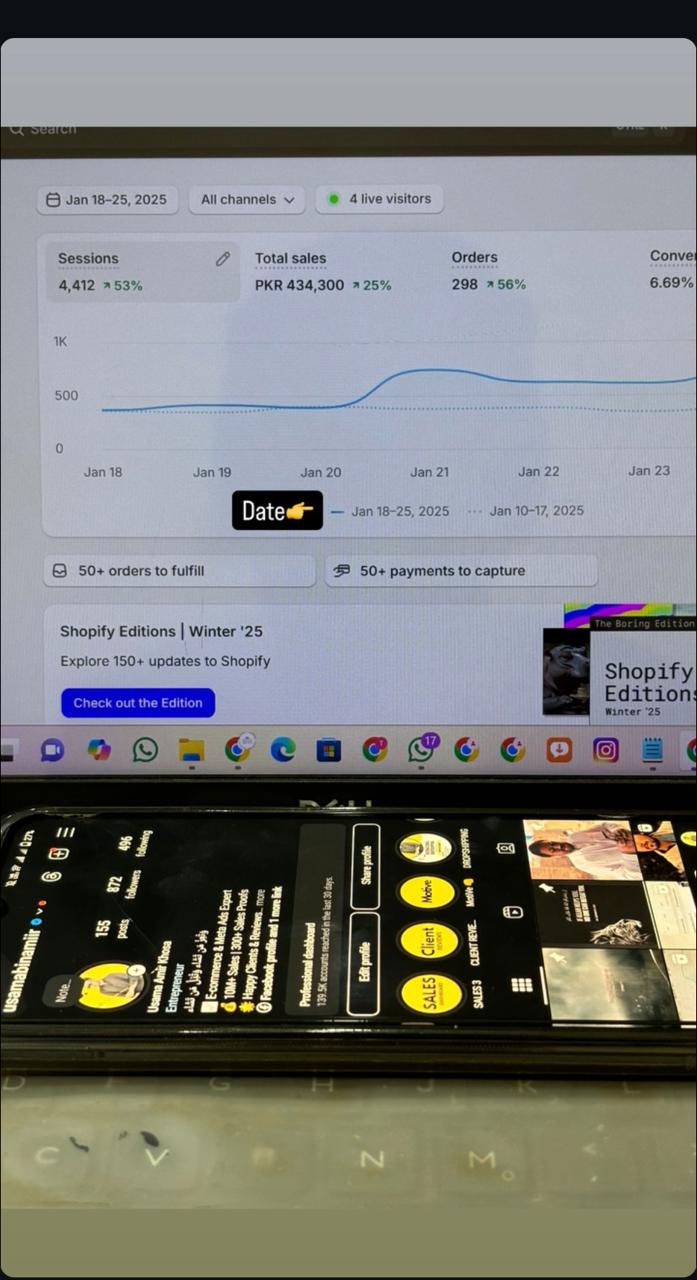 Search
Jan 18–25, 2025
All channels
4 live visitors
Sessions
4,412 ↗ 53%
Total sales
PKR 434,300 ↗ 25%
Orders
298 ↗ 56%
6.69%
1K
500
0
Jan 18 Jan 19 Jan 20 Jan 21 Jan 22 Jan 23
Date👉
Jan 18–25, 2025 Jan 10–17, 2025
50+ orders to fulfill
50+ payments to capture
Shopify Editions | Winter '25
Explore 150+ updates to Shopify
Check out the Edition
The Boring Edition
Shopify
Editions
Winter '25
17
DELL
27%
Note...
155
posts
872
followers
496
following
Usama Amir Khosa
Entrepreneur
E-commerce & Meta Ads Expert
💰 10M+ Sales | 300+ Sales Proofs
🌟 Happy Clients & Reviews... more
Facebook profile and 1 more link
Professional dashboard
139.5K accounts reached in the last 30 days.
Edit profile
Share profile
SALES
Client
REVIEWS
Motive
SALES 3
CLIENT REVIE...
DROPSHIPPING
D G H J K L
C V B N M <